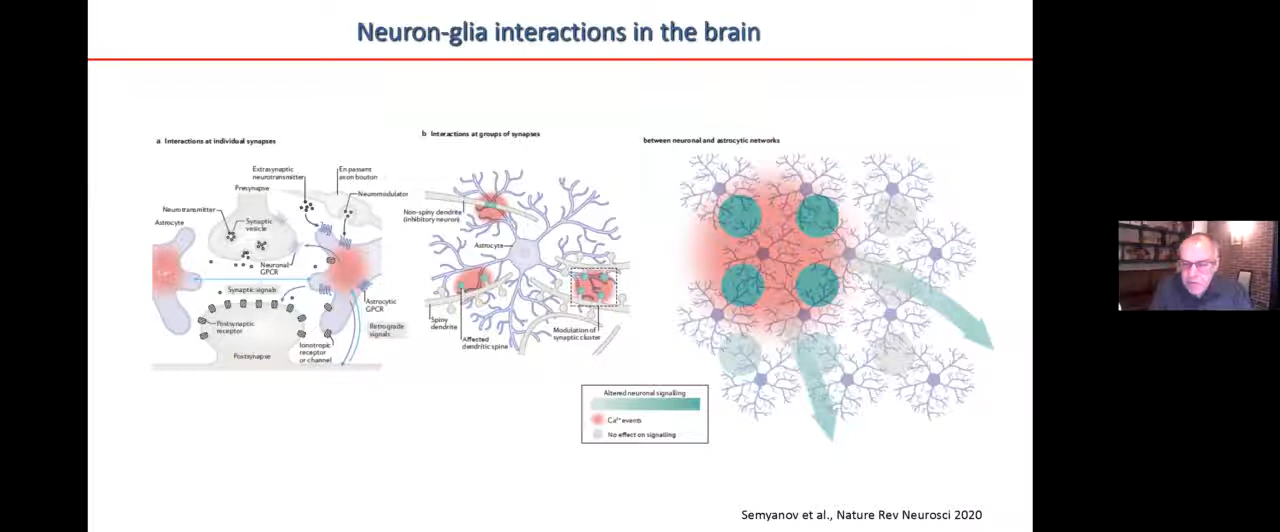 Neuron-glia interactions in the brain
a Interactions at individual synapses
Extrasynaptic
neurotransmitter
En passant
axon bouton
Presynapse
Neuromodulator
Neurotransmitter
Synaptic
vesicle
Astrocyte
Neuronal
GPCR
Synaptic signals
Astrocytic
GPCR
Postsynaptic
receptor
Retrograde
signals
Ionotropic
receptor
or channel
Postsynapse
b Interactions at groups of synapses
Non-spiny dendrite
(inhibitory neuron)
Astrocyte
Spiny
dendrite
Affected
dendritic spine
Modulation of
synaptic cluster
between neuronal and astrocytic networks
Altered neuronal signalling
Ca²⁺ events
No effect on signalling
Semyanov et al., Nature Rev Neurosci 2020